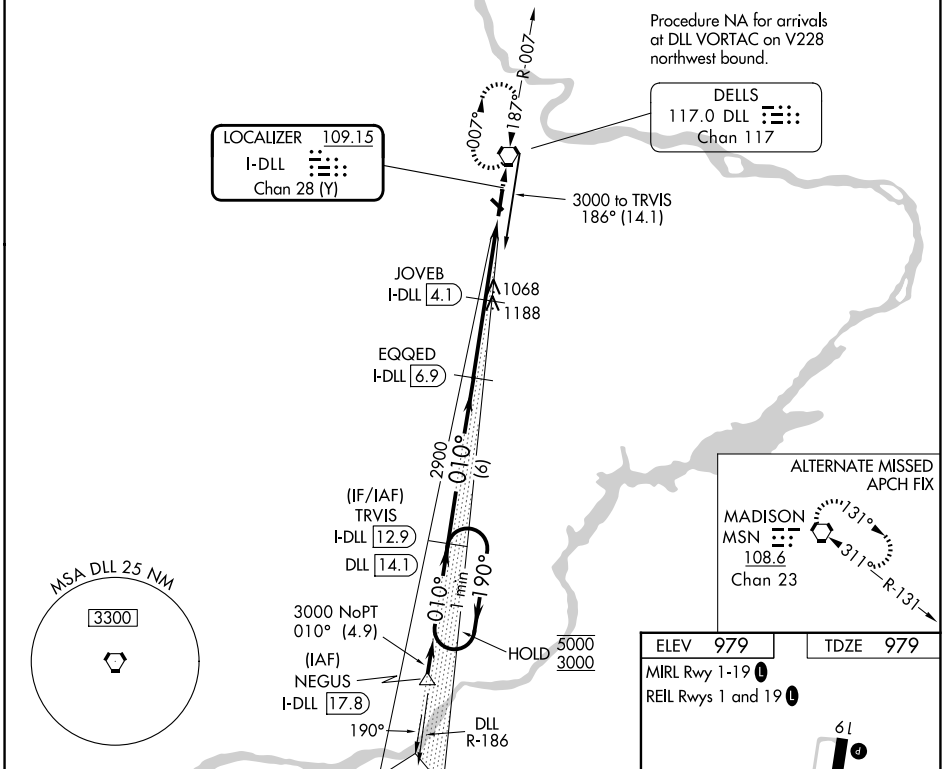 Procedure NA for arrivals
at DLL VORTAC on V228
northwest bound.
R-007
187°
007°
DELLS
117.0 DLL
Chan 117
LOCALIZER 109.15
I-DLL
Chan 28 (Y)
3000 to TRVIS
186° (14.1)
JOVEB
I-DLL 4.1
1068
1188
EQQED
I-DLL 6.9
2900
010°
(6)
(IF/IAF)
TRVIS
I-DLL 12.9
DLL 14.1
010°
1 min
190°
3000 NoPT
010° (4.9)
(IAF)
NEGUS
I-DLL 17.8
190°
DLL
R-186
HOLD 5000
3000
MSA DLL 25 NM
3300
ALTERNATE MISSED
APCH FIX
MADISON
MSN
108.6
Chan 23
131°
311°
R-131
ELEV 979
TDZE 979
MIRL Rwy 1-19 L
REIL Rwys 1 and 19 L
19
P